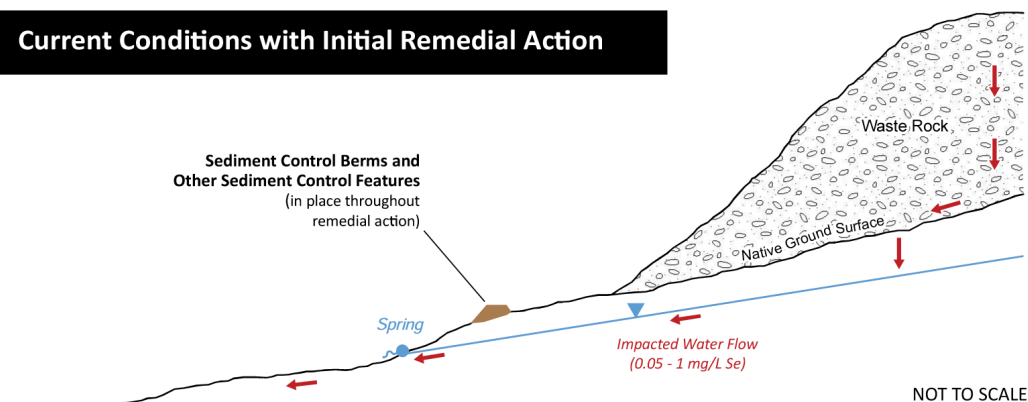 Current Conditions with Initial Remedial Action
Waste Rock
Sediment Control Berms and
Other Sediment Control Features
(in place throughout
remedial action)
Native Ground Surface
Spring
Impacted Water Flow
(0.05 - 1 mg/L Se)
NOT TO SCALE